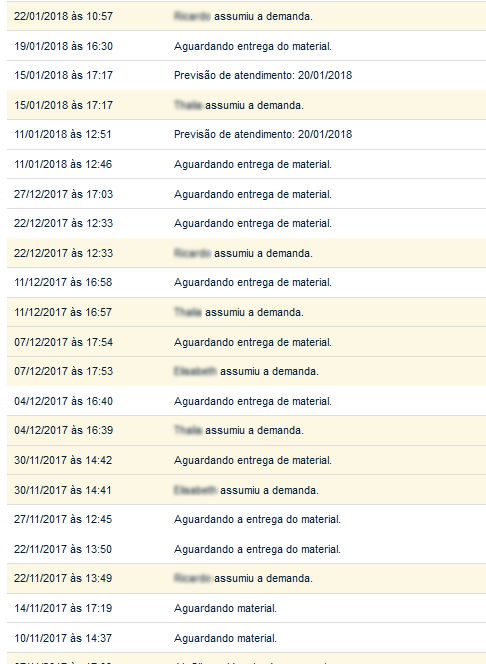 22/01/2018 às 10:57 assumiu a demanda.
19/01/2018 às 16:30 Aguardando entrega do material.
15/01/2018 às 17:17 Previsão de atendimento: 20/01/2018
15/01/2018 às 17:17 assumiu a demanda.
11/01/2018 às 12:51 Previsão de atendimento: 20/01/2018
11/01/2018 às 12:46 Aguardando entrega de material.
27/12/2017 às 17:03 Aguardando entrega de material.
22/12/2017 às 12:33 Aguardando entrega de material.
22/12/2017 às 12:33 assumiu a demanda.
11/12/2017 às 16:58 Aguardando entrega de material.
11/12/2017 às 16:57 assumiu a demanda.
07/12/2017 às 17:54 Aguardando entrega de material.
07/12/2017 às 17:53 assumiu a demanda.
04/12/2017 às 16:40 Aguardando entrega de material.
04/12/2017 às 16:39 assumiu a demanda.
30/11/2017 às 14:42 Aguardando entrega de material.
30/11/2017 às 14:41 assumiu a demanda.
27/11/2017 às 12:45 Aguardando a entrega do material.
22/11/2017 às 13:50 Aguardando a entrega do material.
22/11/2017 às 13:49 assumiu a demanda.
14/11/2017 às 17:19 Aguardando material.
10/11/2017 às 14:37 Aguardando material.